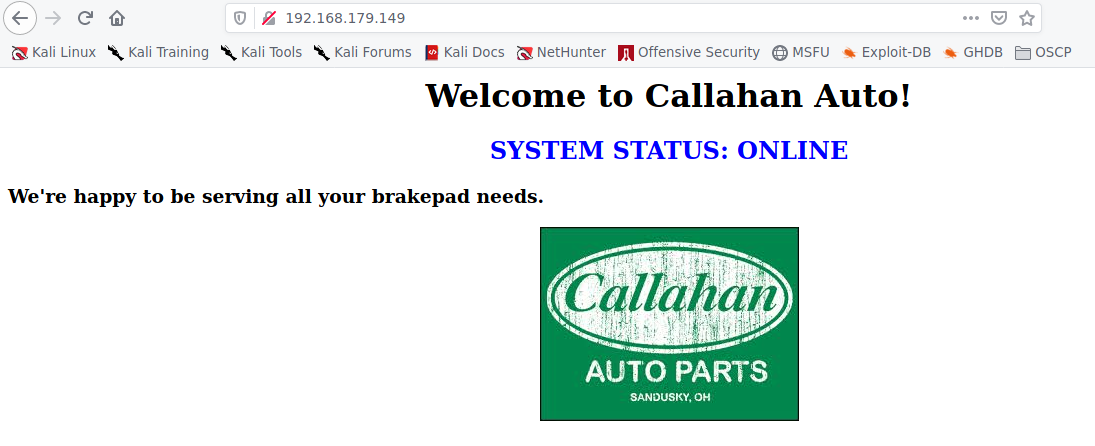 192.168.179.149
Kali Linux Kali Training Kali Tools Kali Forums Kali Docs NetHunter Offensive Security MSFU Exploit-DB GHDB OSCP
Welcome to Callahan Auto!
SYSTEM STATUS: ONLINE
We're happy to be serving all your brakepad needs.
Callahan
AUTO PARTS
SANDUSKY, OH